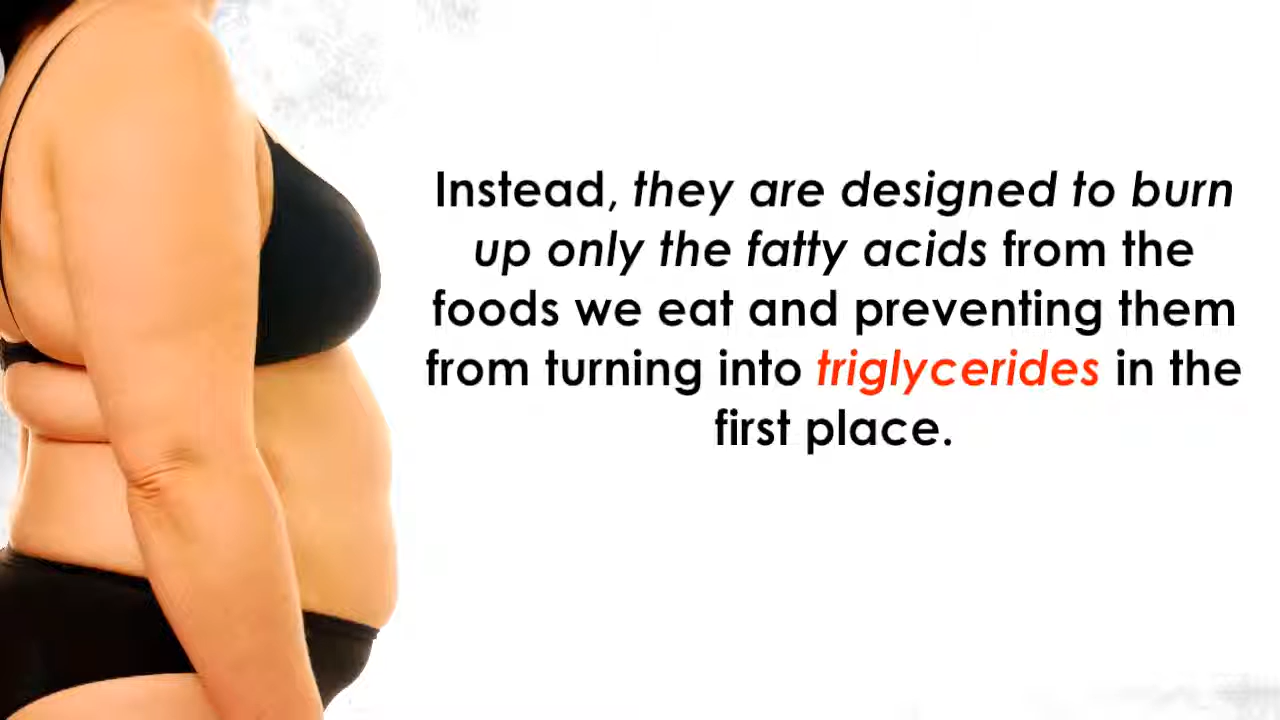 Instead, they are designed to burn
up only the fatty acids from the
foods we eat and preventing them
from turning into triglycerides in the
first place.